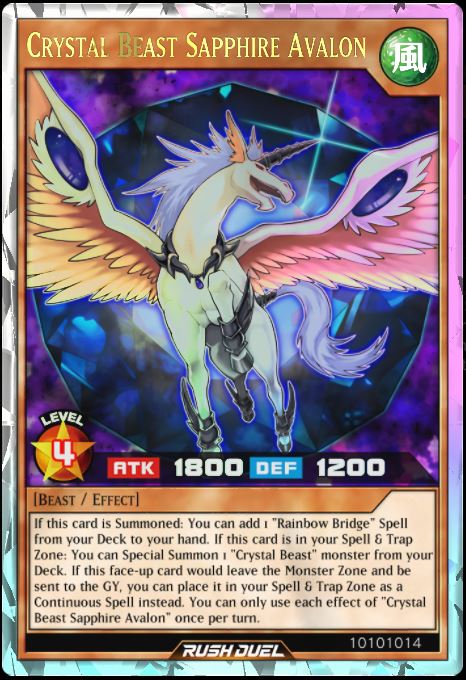 Crystal Beast Sapphire Avalon
風
LEVEL
4
ATK 1800 DEF 1200
[Beast / Effect]
If this card is Summoned: You can add 1 "Rainbow Bridge" Spell
from your Deck to your hand. If this card is in your Spell & Trap
Zone: You can Special Summon 1 "Crystal Beast" monster from your
Deck. If this face-up card would leave the Monster Zone and be
sent to the GY, you can place it in your Spell & Trap Zone as a
Continuous Spell instead. You can only use each effect of "Crystal
Beast Sapphire Avalon" once per turn.
10101014
RUSH DUEL